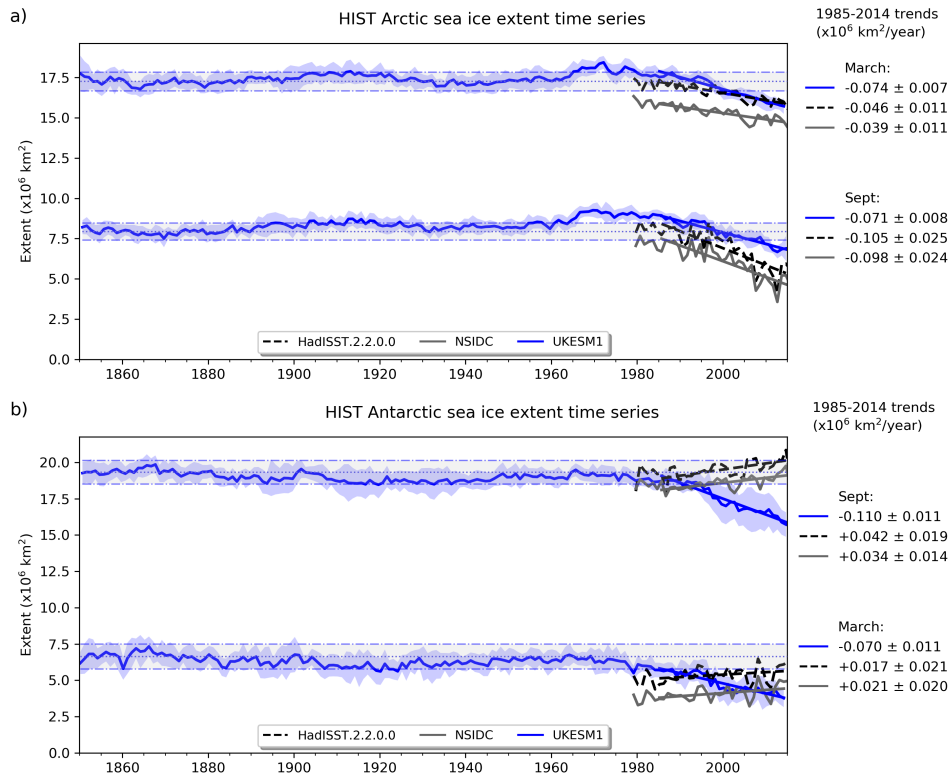 a)
HIST Arctic sea ice extent time series
1985-2014 trends
(x10⁶ km²/year)
March:
-0.074 ± 0.007
-0.046 ± 0.011
-0.039 ± 0.011
Sept:
-0.071 ± 0.008
-0.105 ± 0.025
-0.098 ± 0.024
Extent (x10⁶ km²)
17.5
15.0
12.5
10.0
7.5
5.0
2.5
0.0
HadISST.2.2.0.0 NSIDC UKESM1
1860 1880 1900 1920 1940 1960 1980 2000
b)
HIST Antarctic sea ice extent time series
1985-2014 trends
(x10⁶ km²/year)
Sept:
-0.110 ± 0.011
+0.042 ± 0.019
+0.034 ± 0.014
March:
-0.070 ± 0.011
+0.017 ± 0.021
+0.021 ± 0.020
Extent (x10⁶ km²)
20.0
17.5
15.0
12.5
10.0
7.5
5.0
2.5
0.0
HadISST.2.2.0.0 NSIDC UKESM1
1860 1880 1900 1920 1940 1960 1980 2000